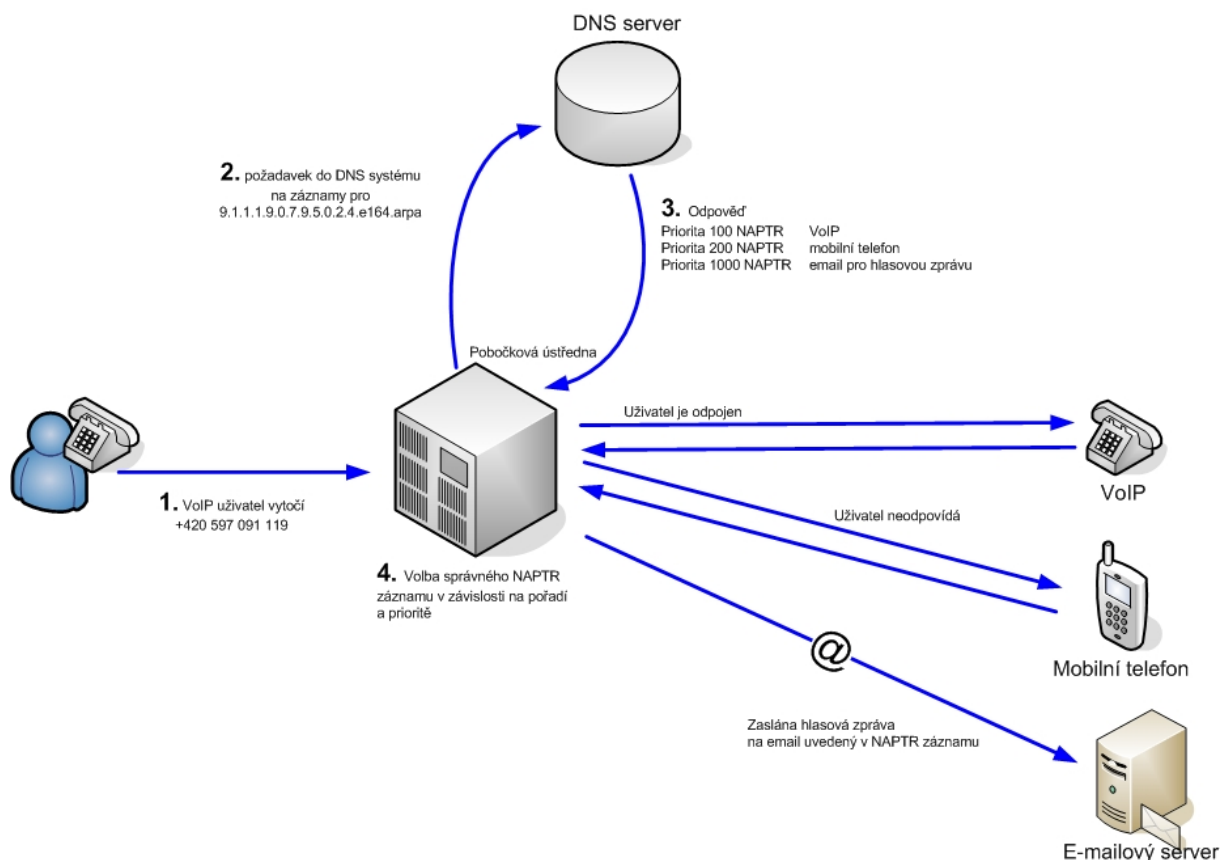 DNS server
2. požadavek do DNS systému
na záznamy pro
9.1.1.1.9.0.7.9.5.0.2.4.e164.arpa
3. Odpověď
Priorita 100 NAPTR VoIP
Priorita 200 NAPTR mobilní telefon
Priorita 1000 NAPTR email pro hlasovou zprávu
Pobočková ústředna
Uživatel je odpojen
VoIP
1. VoIP uživatel vytočí
+420 597 091 119
Uživatel neodpovídá
4. Volba správného NAPTR
záznamu v závislosti na pořadí
a prioritě
@
Mobilní telefon
Zaslána hlasová zpráva
na email uvedený v NAPTR záznamu
E-mailový server